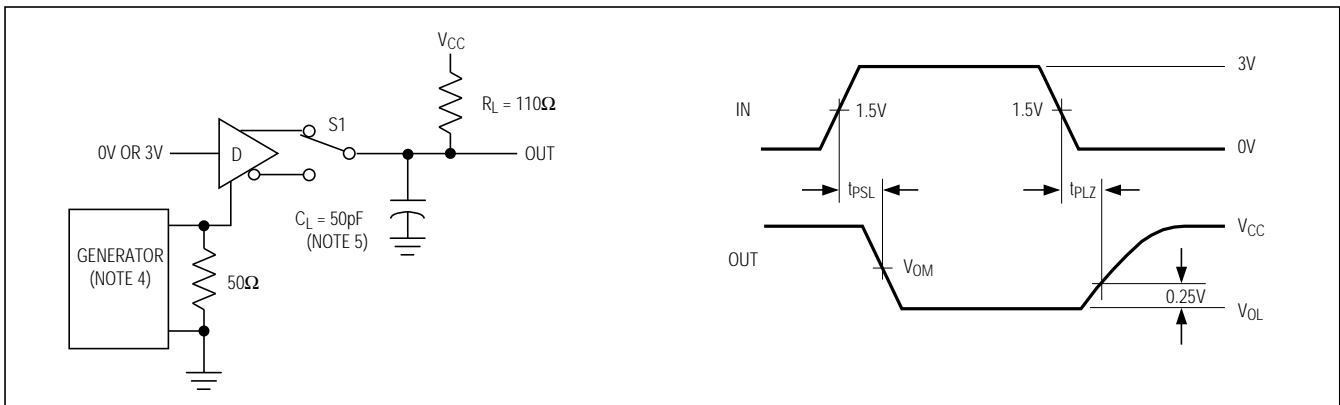 VCC
RL = 110Ω
S1
0V OR 3V
D
OUT
CL = 50pF
(NOTE 5)
GENERATOR
(NOTE 4)
50Ω
3V
IN
1.5V
1.5V
0V
tPSL
tPLZ
VCC
OUT
VOM
0.25V
VOL